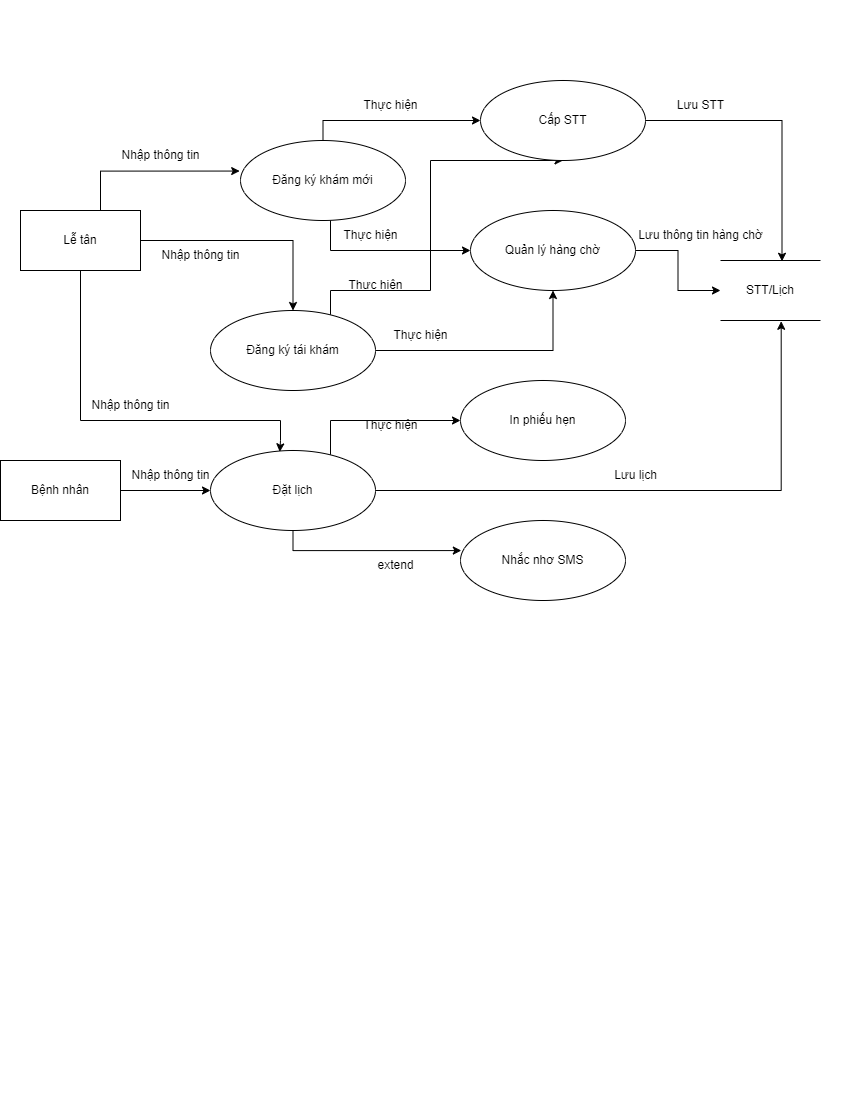 Thực hiện
Cấp STT
Lưu STT
Nhập thông tin
Đăng ký khám mới
Lễ tân
Nhập thông tin
Thực hiện
Quản lý hàng chờ
Lưu thông tin hàng chờ
STT/Lịch
Thực hiện
Đăng ký tái khám
Thực hiện
Nhập thông tin
Thực hiện
In phiếu hẹn
Bệnh nhân
Nhập thông tin
Đặt lịch
Lưu lịch
extend
Nhắc nhơ SMS